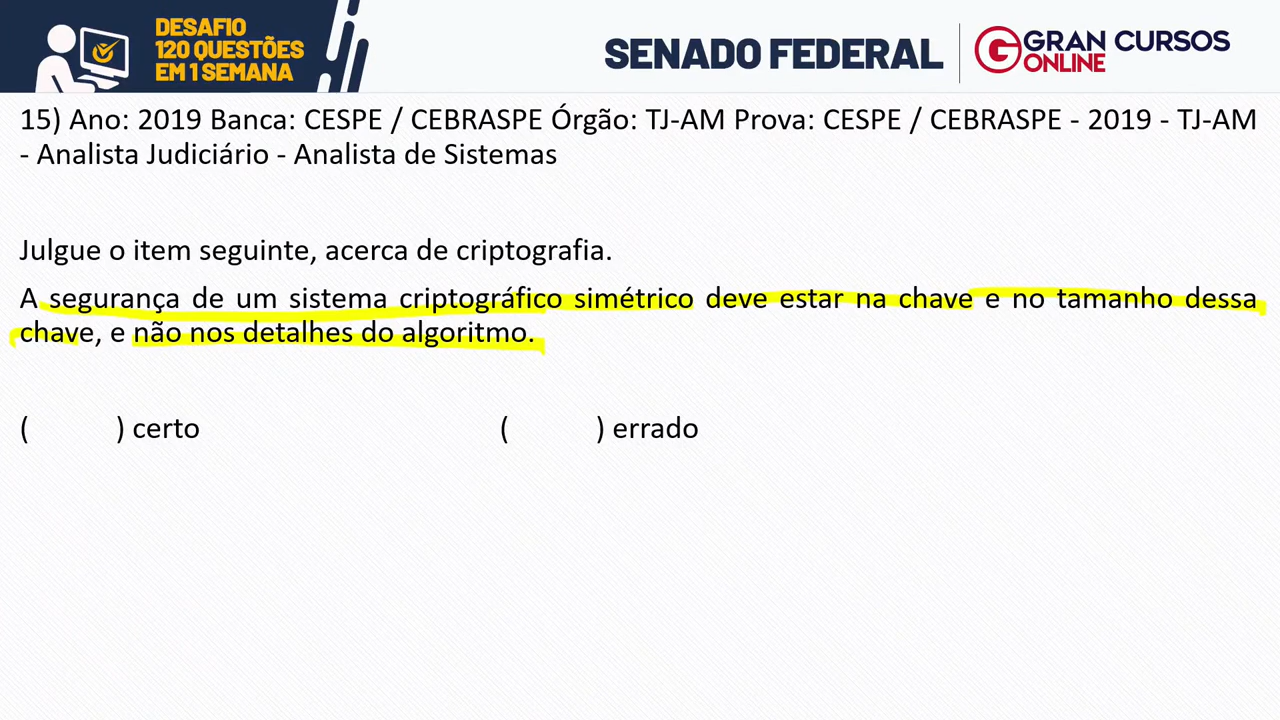 DESAFIO
120 QUESTÕES
EM 1 SEMANA
SENADO FEDERAL
G GRAN CURSOS
ONLINE
15) Ano: 2019 Banca: CESPE / CEBRASPE Órgão: TJ-AM Prova: CESPE / CEBRASPE - 2019 - TJ-AM
- Analista Judiciário - Analista de Sistemas
Julgue o item seguinte, acerca de criptografia.
A segurança de um sistema criptográfico simétrico deve estar na chave e no tamanho dessa
chave, e não nos detalhes do algoritmo.
( ) certo ( ) errado